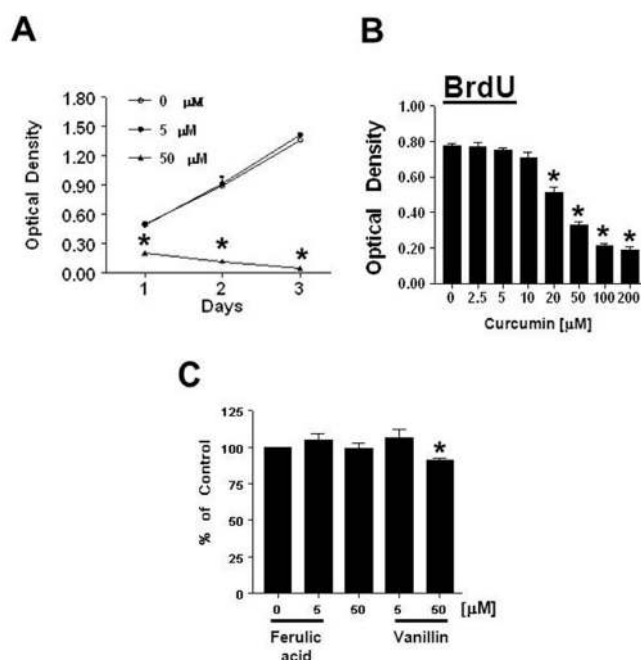 A
Optical Density
1.80
1.50
1.20
0.90
0.60
0.30
0.00
0 μM
5 μM
50 μM
* * *
1 2 3
Days
B
BrdU
Optical Density
1.00
0.80
0.60
0.40
0.20
0.00
* * * *
0 2.5 5 10 20 50 100 200
Curcumin [μM]
C
% of Control
125
100
75
50
25
0
*
0 5 50 5 50 [μM]
Ferulic Vanillin
acid